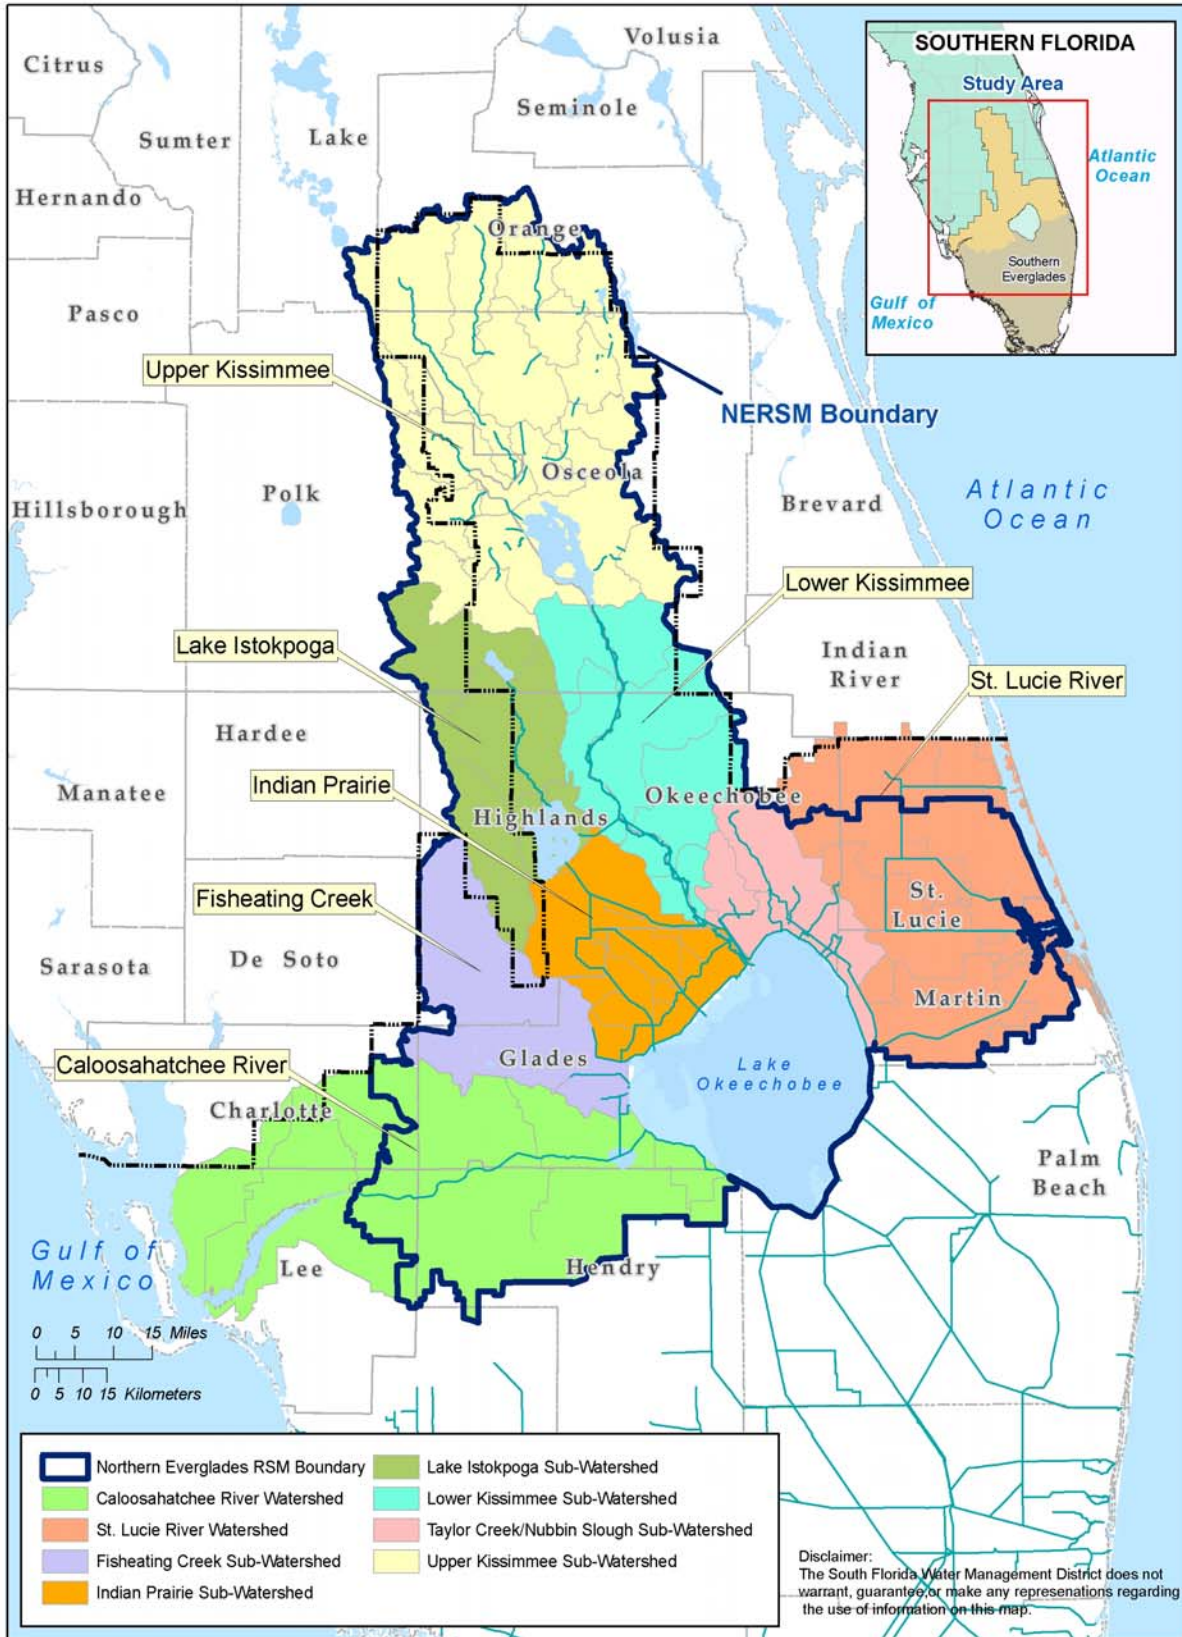 Volusia
Citrus
SOUTHERN FLORIDA
Study Area
Seminole
Sumter
Lake
Atlantic
Ocean
Hernando
Orange
Southern
Everglades
Pasco
Gulf of
Mexico
Upper Kissimmee
NERSM Boundary
Osceola
Polk
Atlantic
Ocean
Hillsborough
Brevard
Lower Kissimmee
Lake Istokpoga
Indian
River
St. Lucie River
Hardee
Indian Prairie
Manatee
Okeechobee
Highlands
Fisheating Creek
St.
Lucie
De Soto
Sarasota
Martin
Caloosahatchee River
Glades
Lake
Okeechobee
Charlotte
Palm
Beach
Gulf of
Mexico
Lee
Hendry
0 5 10 15 Miles
0 5 10 15 Kilometers
Northern Everglades RSM Boundary
Caloosahatchee River Watershed
St. Lucie River Watershed
Fisheating Creek Sub-Watershed
Indian Prairie Sub-Watershed
Lake Istokpoga Sub-Watershed
Lower Kissimmee Sub-Watershed
Taylor Creek/Nubbin Slough Sub-Watershed
Upper Kissimmee Sub-Watershed
Disclaimer:
The South Florida Water Management District does not
warrant, guarantee,or make any represenations regarding
the use of information on this map.